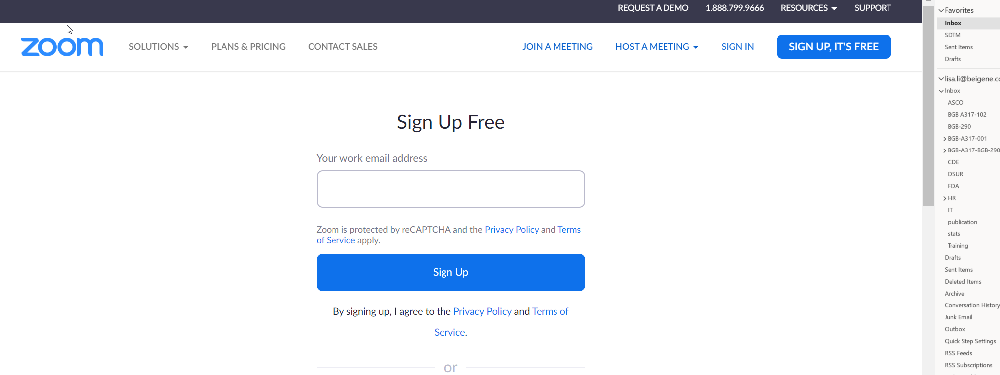 REQUEST A DEMO 1.888.799.9666 RESOURCES SUPPORT
zoom SOLUTIONS PLANS & PRICING CONTACT SALES JOIN A MEETING HOST A MEETING SIGN IN SIGN UP, IT'S FREE
Sign Up Free
Your work email address
Zoom is protected by reCAPTCHA and the Privacy Policy and Terms
of Service apply.
Sign Up
By signing up, I agree to the Privacy Policy and Terms of
Service.
or
Favorites
Inbox
SDTM
Sent Items
Drafts
lisa.li@beigene.co
Inbox
ASCO
BGB A317-102
BGB-290
BGB-A317-001
BGB-A317-BGB-290
CDE
DSUR
FDA
HR
IT
publication
stats
Training
Drafts
Sent Items
Deleted Items
Archive
Conversation History
Junk Email
Outbox
Quick Step Settings
RSS Feeds
RSS Subscriptions